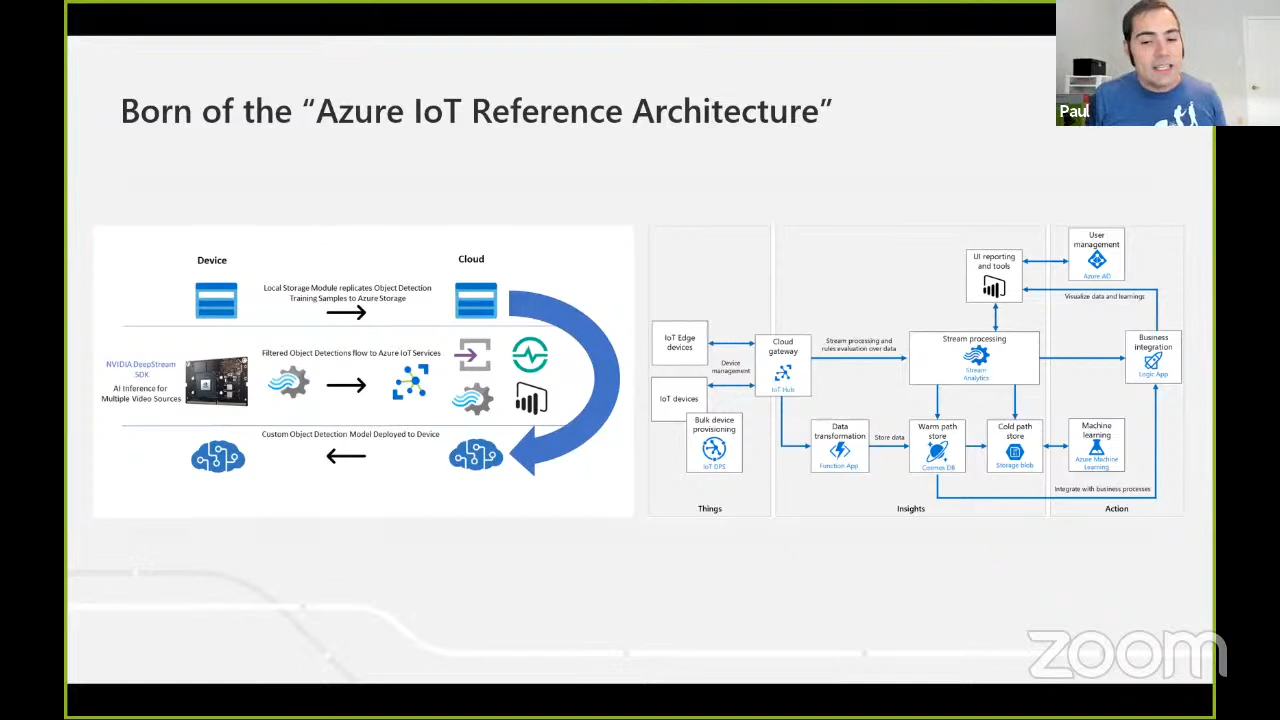 Born of the “Azure IoT Reference Architecture”
Paul
Device
Cloud
Local Storage Module replicates Object Detection
Training Samples to Azure Storage
NVIDIA DeepStream
SDK
AI Inference for
Multiple Video Sources
Filtered Object Detections flow to Azure IoT Services
Custom Object Detection Model Deployed to Device
IoT Edge
devices
IoT devices
Bulk device
provisioning
IoT DPS
Device
management
Things
Cloud
gateway
IoT Hub
Stream processing and
rules evaluation over data
Data
transformation
Function App
Store data
UI reporting
and tools
Stream processing
Stream
Analytics
Warm path
store
Cosmos DB
Cold path
store
Storage blob
Insights
User
management
Azure AD
Visualize data and learnings
Business
integration
Logic App
Machine
learning
Azure Machine
Learning
Integrate with business processes
Action
zoom